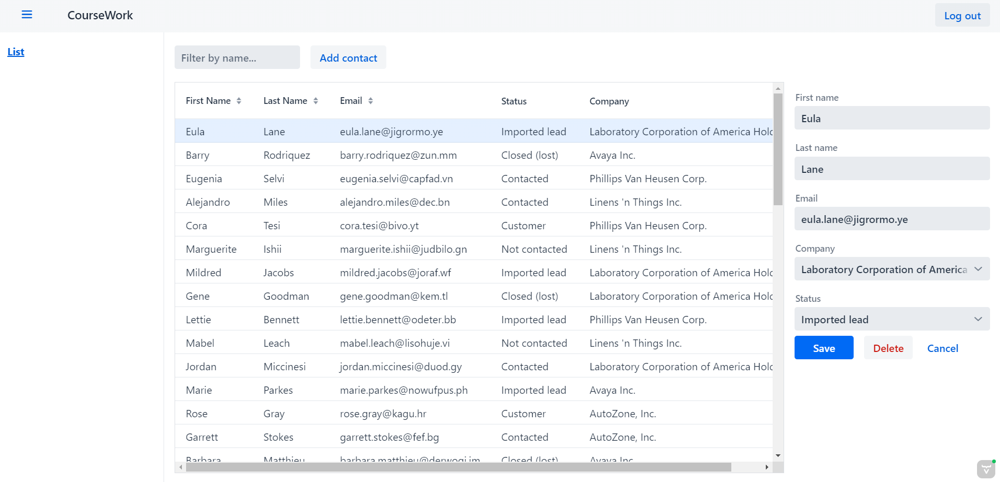 CourseWork
Log out
List
Filter by name...
Add contact
First Name Last Name Email Status Company
Eula Lane eula.lane@jigrormo.ye Imported lead Laboratory Corporation of America Hold
Barry Rodriquez barry.rodriquez@zun.mm Closed (lost) Avaya Inc.
Eugenia Selvi eugenia.selvi@capfad.vn Contacted Phillips Van Heusen Corp.
Alejandro Miles alejandro.miles@dec.bn Contacted Linens 'n Things Inc.
Cora Tesi cora.tesi@bivo.yt Customer Phillips Van Heusen Corp.
Marguerite Ishii marguerite.ishii@judbilo.gn Not contacted Linens 'n Things Inc.
Mildred Jacobs mildred.jacobs@joraf.wf Imported lead Laboratory Corporation of America Hold
Gene Goodman gene.goodman@kem.tl Closed (lost) Laboratory Corporation of America Hold
Lettie Bennett lettie.bennett@odeter.bb Imported lead Phillips Van Heusen Corp.
Mabel Leach mabel.leach@lisohuje.vi Not contacted Linens 'n Things Inc.
Jordan Miccinesi jordan.miccinesi@duod.gy Contacted Laboratory Corporation of America Hold
Marie Parkes marie.parkes@nowufpus.ph Imported lead Avaya Inc.
Rose Gray rose.gray@kagu.hr Customer AutoZone, Inc.
Garrett Stokes garrett.stokes@fef.bg Contacted AutoZone, Inc.
Barbara Matthieu barbara.matthieu@derwogi.jm Closed (lost) Avaya Inc.
First name
Eula
Last name
Lane
Email
eula.lane@jigrormo.ye
Company
Laboratory Corporation of America
Status
Imported lead
Save
Delete
Cancel